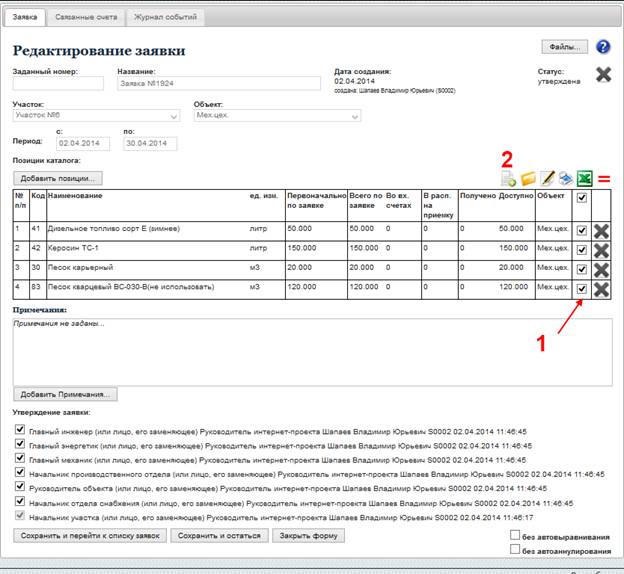 Заявка Связанные счета Журнал событий
Редактирование заявки
Файлы... ?
Заданный номер: Название: Дата создания: Статус:
Заявка №1924 02.04.2014 утверждена
создана: Шапаев Владимир Юрьевич (S0002)
Участок: Объект:
Участок №6 Мех.цех.
с: по:
Период: 02.04.2014 30.04.2014
Позиции каталога: 2
Добавить позиции... =
№ п/п Код Наименование ед. изм. Первоначально по заявке Всего по заявке Во вх. счетах В расп. на приемку Получено Доступно Объект
1 41 Дизельное топливо сорт Е (зимнее) литр 50.000 50.000 0 0 0 50.000 Мех.цех.
2 42 Керосин ТС-1 литр 150.000 150.000 0 0 0 150.000 Мех.цех.
3 30 Песок карьерный м3 20.000 20.000 0 0 0 20.000 Мех.цех.
4 83 Песок кварцевый ВС-030-В(не использовать) м3 120.000 120.000 0 0 0 120.000 Мех.цех.
Примечания:
Примечания не заданы...
1
Добавить Примечания...
Утверждение заявки:
Главный инженер (или лицо, его заменяющее) Руководитель интернет-проекта Шапаев Владимир Юрьевич S0002 02.04.2014 11:46:45
Главный энергетик (или лицо, его заменяющее) Руководитель интернет-проекта Шапаев Владимир Юрьевич S0002 02.04.2014 11:46:45
Главный механик (или лицо, его заменяющее) Руководитель интернет-проекта Шапаев Владимир Юрьевич S0002 02.04.2014 11:46:45
Начальник производственного отдела (или лицо, его заменяющее) Руководитель интернет-проекта Шапаев Владимир Юрьевич S0002 02.04.2014 11:46:45
Руководитель объекта (или лицо, его заменяющее) Руководитель интернет-проекта Шапаев Владимир Юрьевич S0002 02.04.2014 11:46:45
Начальник отдела снабжения (или лицо, его заменяющее) Руководитель интернет-проекта Шапаев Владимир Юрьевич S0002 02.04.2014 11:46:45
Начальник участка (или лицо, его заменяющее) Руководитель интернет-проекта Шапаев Владимир Юрьевич S0002 02.04.2014 11:46:17
Сохранить и перейти к списку заявок Сохранить и остаться Закрыть форму без автовыравнивания
без автоаннулирования